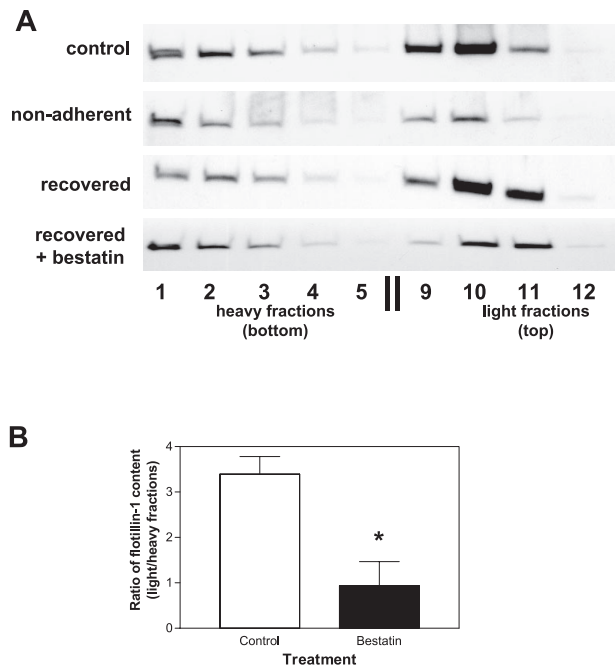 A
control
non-adherent
recovered
recovered
+ bestatin
1 2 3 4 5 9 10 11 12
heavy fractions
(bottom)
light fractions
(top)
B
Ratio of flotillin-1 content
(light/heavy fractions)
4
3
2
1
0
*
Control
Bestatin
Treatment